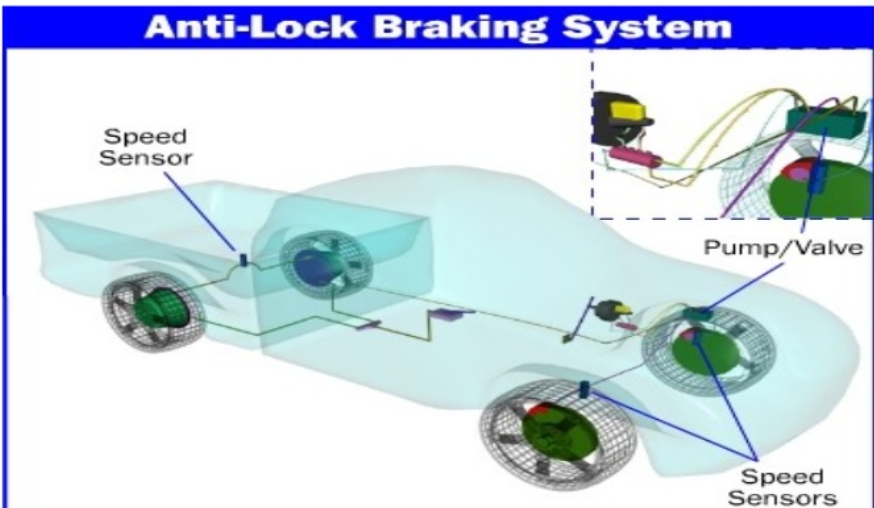 Anti-Lock Braking System
Speed
Sensor
Pump/Valve
Speed
Sensors